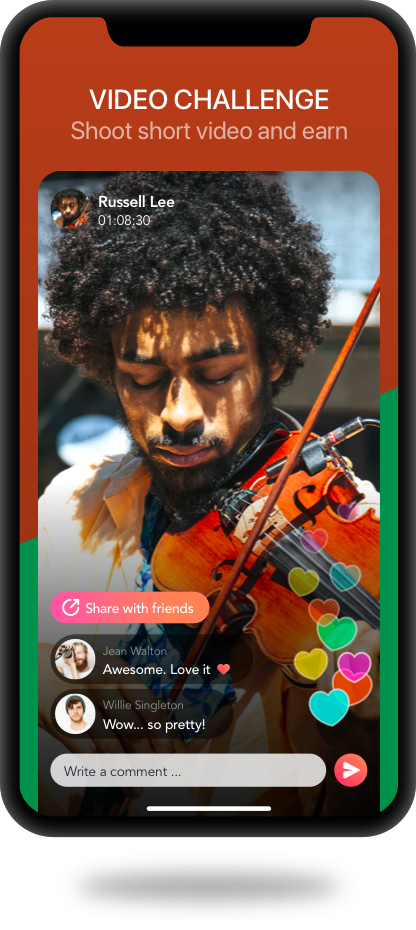 VIDEO CHALLENGE
Shoot short video and earn
Russell Lee
01:08:30
Share with friends
Jean Walton
Awesome. Love it ❤
Willie Singleton
Wow... so pretty!
Write a comment ...